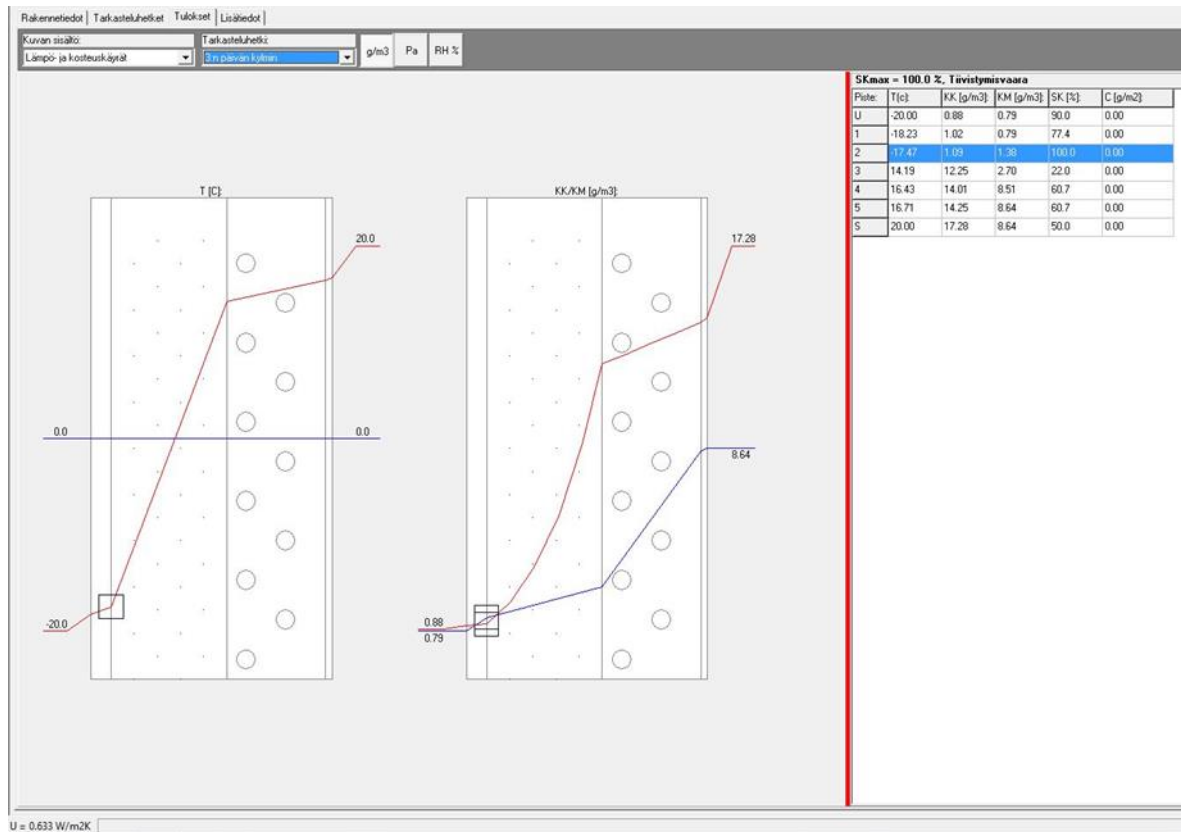 Rakennetiedot Tarkasteluhetket Tulokset Lisätiedot
Kuvan sisältö: Tarkasteluhetki:
Lämpö- ja kosteuskäyrät 3:n päivän kylmin g/m3 Pa RH %
SKmax = 100.0 %, Tiivistymisvaara
Piste: T[c]: KK [g/m3]: KM [g/m3]: SK [%]: C [g/m2]:
U -20.00 0.88 0.79 90.0 0.00
1 -18.23 1.02 0.79 77.4 0.00
2 -17.47 1.09 1.38 100.0 0.00
3 14.19 12.25 2.70 22.0 0.00
4 16.43 14.01 8.51 60.7 0.00
5 16.71 14.25 8.64 60.7 0.00
S 20.00 17.28 8.64 50.0 0.00
T [C]: KK/KM [g/m3]:
20.0 17.28
0.0 0.0
8.64
-20.0 0.88
0.79
U = 0.633 W/m2K